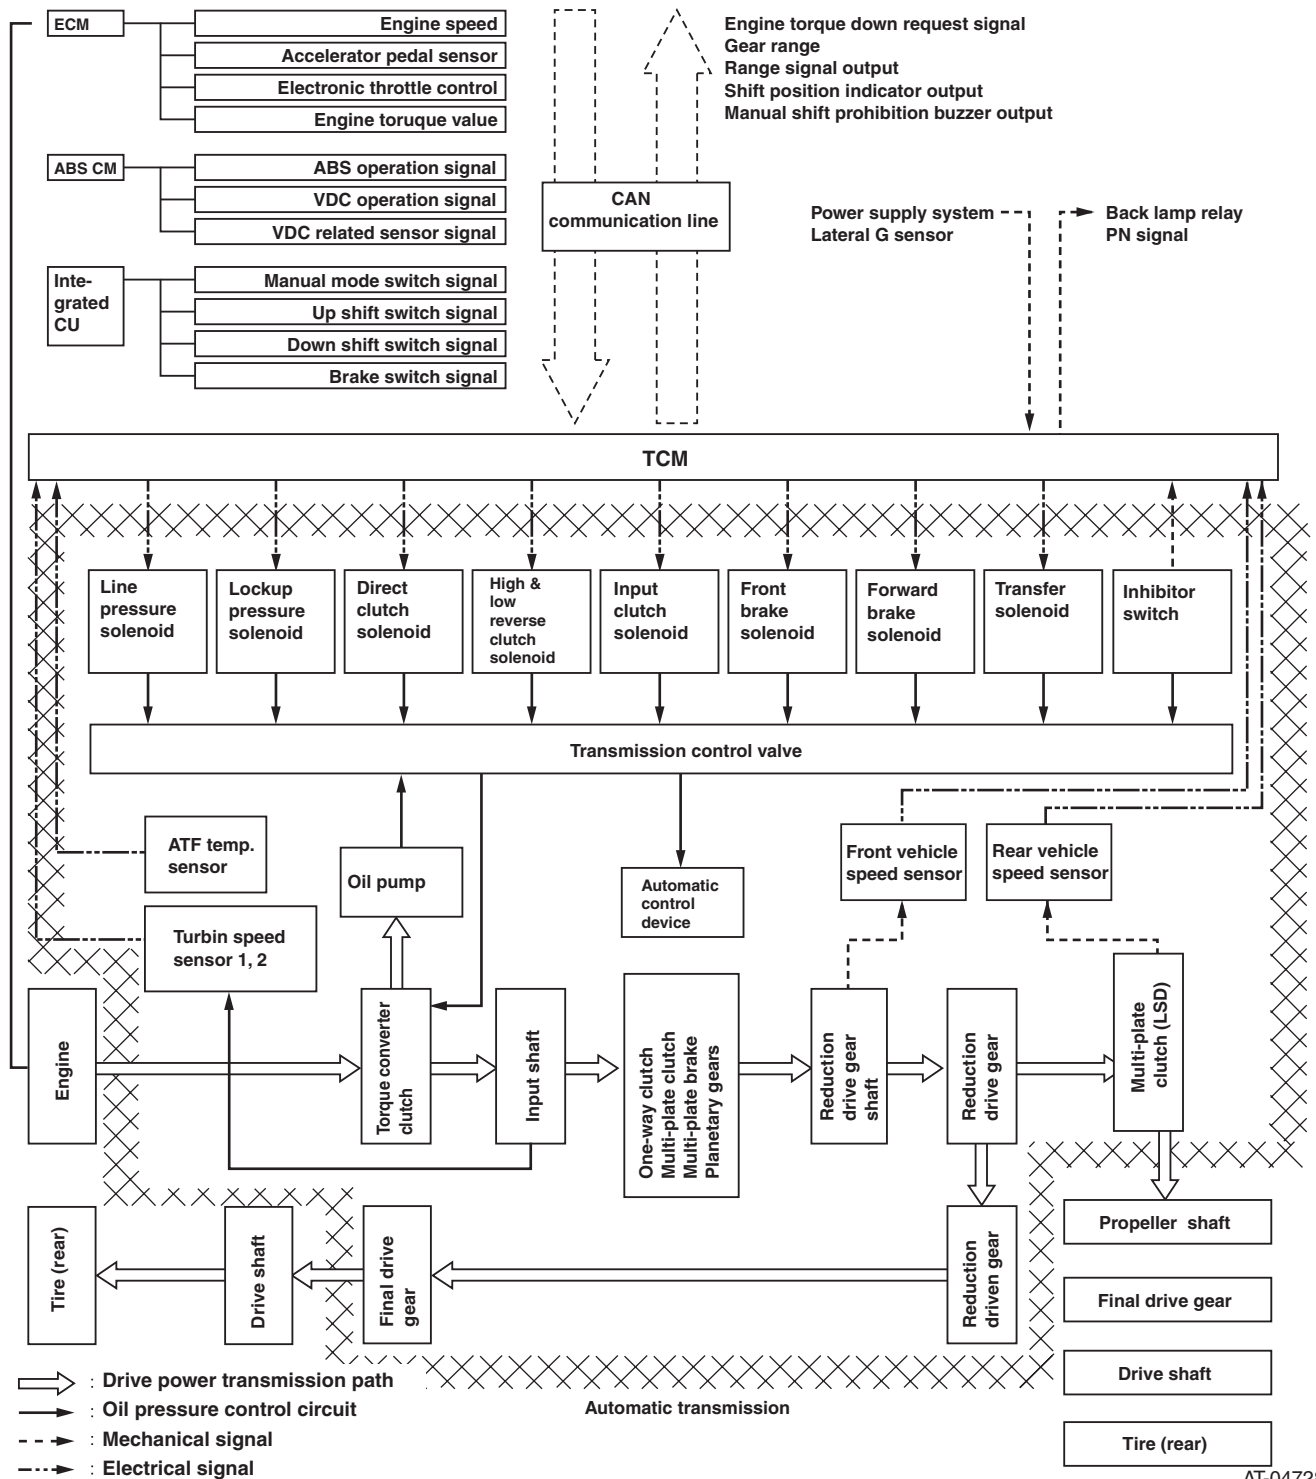 ECM
Engine speed
Accelerator pedal sensor
Electronic throttle control
Engine toruque value
ABS CM
ABS operation signal
VDC operation signal
VDC related sensor signal
Inte-
grated
CU
Manual mode switch signal
Up shift switch signal
Down shift switch signal
Brake switch signal
CAN
communication line
Engine torque down request signal
Gear range
Range signal output
Shift position indicator output
Manual shift prohibition buzzer output
Power supply system
Lateral G sensor
Back lamp relay
PN signal
TCM
Line
pressure
solenoid
Lockup
pressure
solenoid
Direct
clutch
solenoid
High &
low
reverse
clutch
solenoid
Input
clutch
solenoid
Front
brake
solenoid
Forward
brake
solenoid
Transfer
solenoid
Inhibitor
switch
Transmission control valve
ATF temp.
sensor
Oil pump
Automatic
control
device
Front vehicle
speed sensor
Rear vehicle
speed sensor
Turbin speed
sensor 1, 2
Engine
Torque converter
clutch
Input shaft
One-way clutch
Multi-plate clutch
Multi-plate brake
Planetary gears
Reduction
drive gear
shaft
Reduction
drive gear
Multi-plate
clutch (LSD)
Tire (rear)
Drive shaft
Final drive
gear
Reduction
driven gear
Propeller shaft
Final drive gear
Drive shaft
Tire (rear)
: Drive power transmission path
: Oil pressure control circuit
: Mechanical signal
: Electrical signal
Automatic transmission